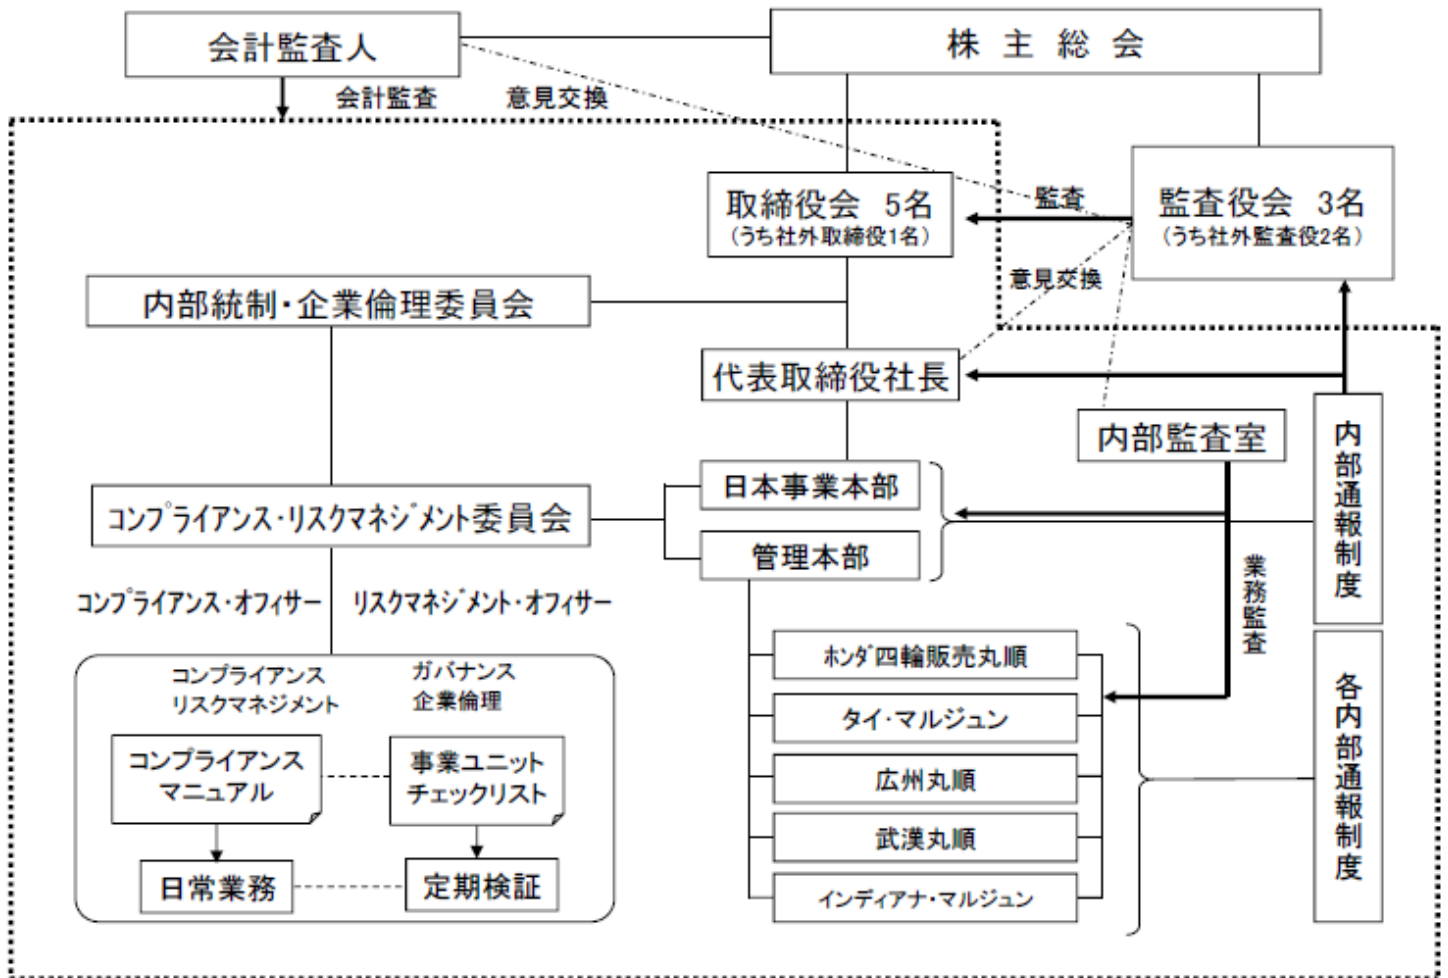 会計監査人
株主総会
会計監査
意見交換
取締役会 5名
(うち社外取締役1名)
監査
監査役会 3名
(うち社外監査役2名)
意見交換
内部統制・企業倫理委員会
代表取締役社長
内部監査室
内部通報制度
日本事業本部
コンプライアンス・リスクマネジメント委員会
管理本部
業務監査
コンプライアンス・オフィサー
リスクマネジメント・オフィサー
ホンダ四輪販売丸順
タイ・マルジュン
広州丸順
武漢丸順
インディアナ・マルジュン
各内部通報制度
コンプライアンス
リスクマネジメント
ガバナンス
企業倫理
コンプライアンス
マニュアル
事業ユニット
チェックリスト
日常業務
定期検証